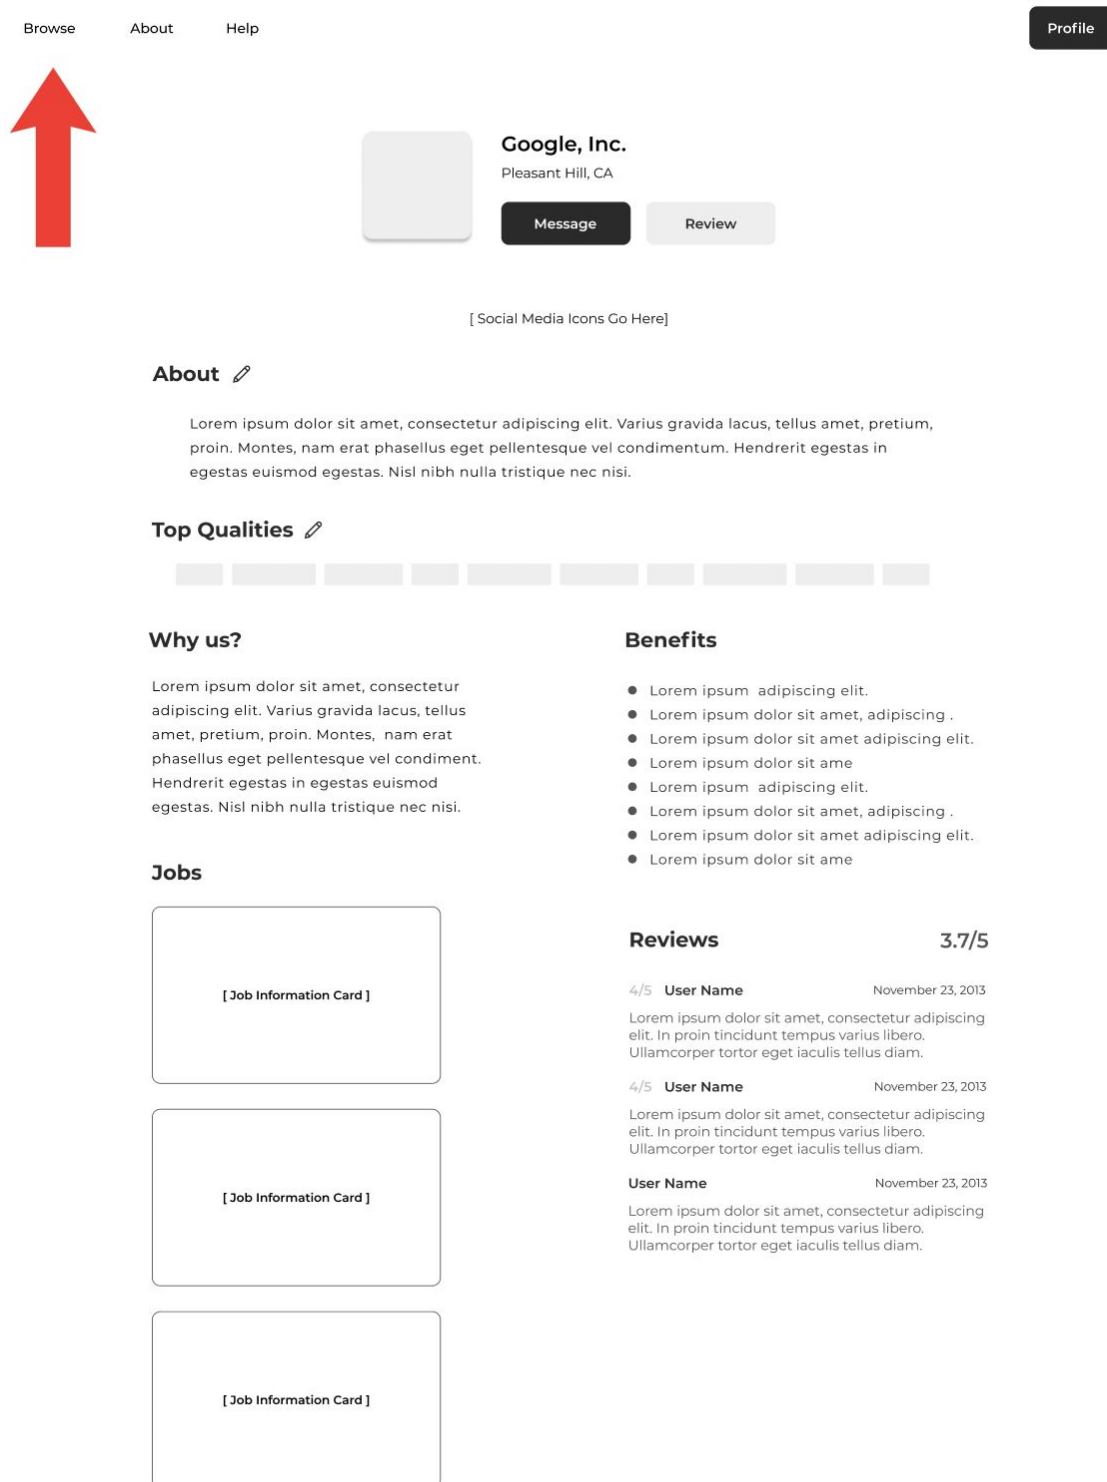 Browse About Help Profile
Google, Inc.
Pleasant Hill, CA
Message Review
[ Social Media Icons Go Here]
About
Lorem ipsum dolor sit amet, consectetur adipiscing elit. Varius gravida lacus, tellus amet, pretium,
proin. Montes, nam erat phasellus eget pellentesque vel condimentum. Hendrerit egestas in
egestas euismod egestas. Nisl nibh nulla tristique nec nisi.
Top Qualities
Why us?
Lorem ipsum dolor sit amet, consectetur
adipiscing elit. Varius gravida lacus, tellus
amet, pretium, proin. Montes, nam erat
phasellus eget pellentesque vel condiment.
Hendrerit egestas in egestas euismod
egestas. Nisl nibh nulla tristique nec nisi.
Benefits
Lorem ipsum adipiscing elit.
Lorem ipsum dolor sit amet, adipiscing .
Lorem ipsum dolor sit amet adipiscing elit.
Lorem ipsum dolor sit ame
Lorem ipsum adipiscing elit.
Lorem ipsum dolor sit amet, adipiscing .
Lorem ipsum dolor sit amet adipiscing elit.
Lorem ipsum dolor sit ame
Jobs
[ Job Information Card ]
[ Job Information Card ]
[ Job Information Card ]
Reviews 3.7/5
4/5 User Name November 23, 2013
Lorem ipsum dolor sit amet, consectetur adipiscing
elit. In proin tincidunt tempus varius libero.
Ullamcorper tortor eget iaculis tellus diam.
4/5 User Name November 23, 2013
Lorem ipsum dolor sit amet, consectetur adipiscing
elit. In proin tincidunt tempus varius libero.
Ullamcorper tortor eget iaculis tellus diam.
User Name November 23, 2013
Lorem ipsum dolor sit amet, consectetur adipiscing
elit. In proin tincidunt tempus varius libero.
Ullamcorper tortor eget iaculis tellus diam.